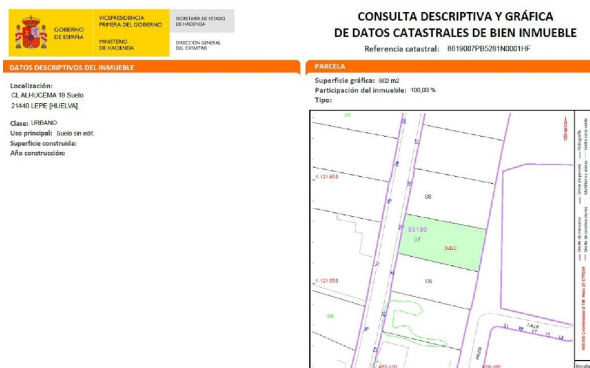 GOBIERNO
DE ESPAÑA
VICEPRESIDENCIA
PRIMERA DEL GOBIERNO
MINISTERIO
DE HACIENDA
SECRETARÍA DE ESTADO
DE HACIENDA
DIRECCIÓN GENERAL
DEL CATASTRO
CONSULTA DESCRIPTIVA Y GRÁFICA
DE DATOS CATASTRALES DE BIEN INMUEBLE
Referencia catastral: 8619007PB5281N0001HF
DATOS DESCRIPTIVOS DEL INMUEBLE
Localización:
CL ALHUCEMA 19 Suelo
21440 LEPE [HUELVA]
Clase: URBANO
Uso principal: Suelo sin edif.
Superficie construida:
Año construcción:
PARCELA
Superficie gráfica: 802 m2
Participación del inmueble: 100,00 %
Tipo:
08
86190
07
SUELO
06
CALLE